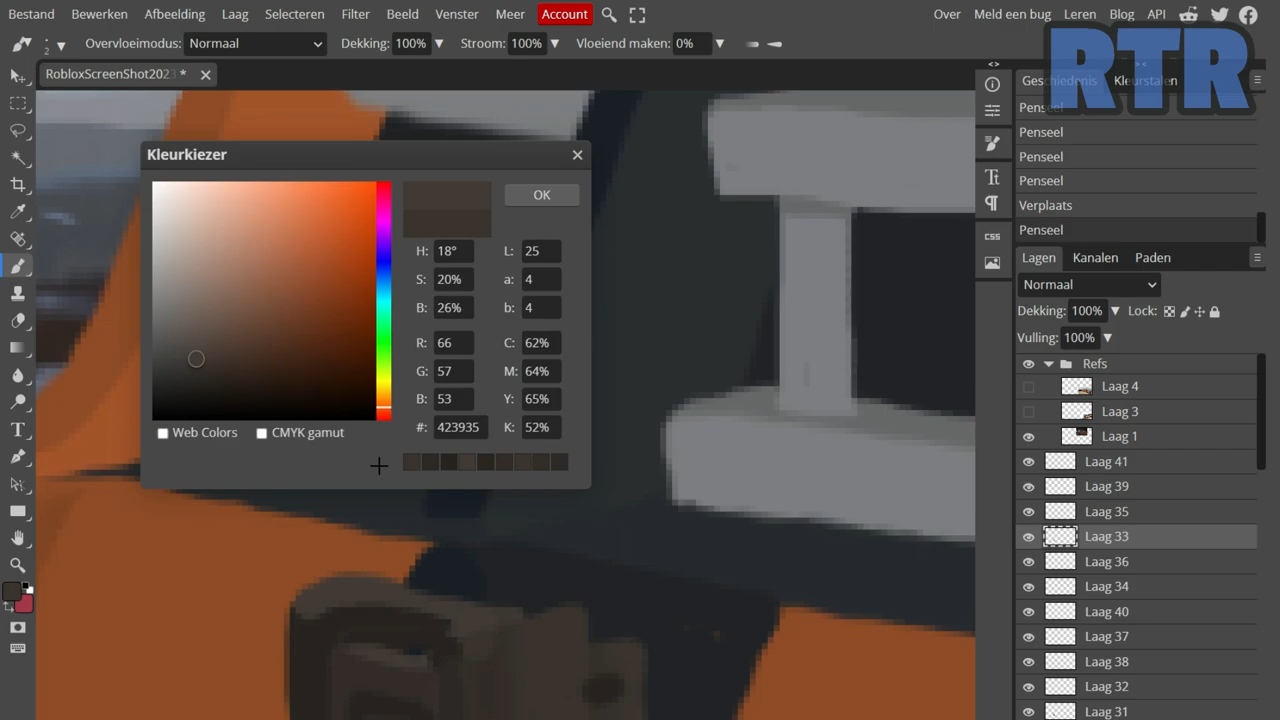 Bestand Bewerken Afbeelding Laag Selecteren Filter Beeld Venster Meer Account Over Meld een bug Leren Blog API
2 Overvloeimodus: Normaal Dekking: 100% Stroom: 100% Vloeiend maken: 0%
RobloxScreenShot2023 *
RTR
Geschiedenis Kleurstalen
Penseel
Penseel
Penseel
Penseel
Verplaats
Penseel
Kleurkiezer
OK
H: 18° L: 25
S: 20% a: 4
B: 26% b: 4
R: 66 C: 62%
G: 57 M: 64%
B: 53 Y: 65%
#: 423935 K: 52%
Web Colors CMYK gamut
CSS
Lagen Kanalen Paden
Normaal
Dekking: 100% Lock:
Vulling: 100%
Refs
Laag 4
Laag 3
Laag 1
Laag 41
Laag 39
Laag 35
Laag 33
Laag 36
Laag 34
Laag 40
Laag 37
Laag 38
Laag 32
Laag 31